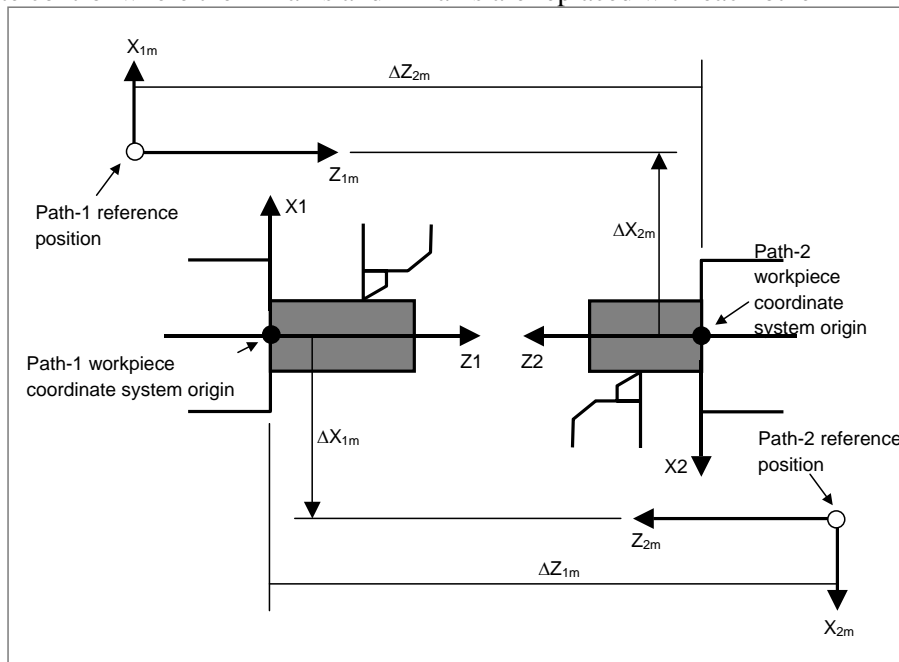 X1m
ΔZ2m
Z1m
Path-1 reference
position
X1
ΔX2m
Path-2
workpiece
coordinate
system origin
Z1
Z2
Path-1 workpiece
coordinate system origin
ΔX1m
X2
Path-2 reference
position
Z2m
ΔZ1m
X2m